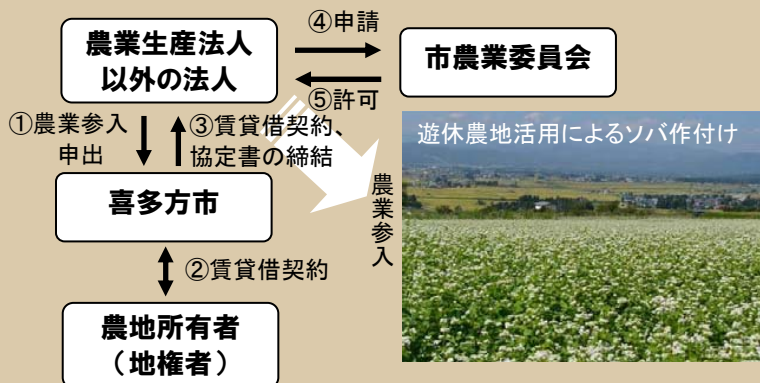 農業生産法人
以外の法人
④申請
市農業委員会
⑤許可
①農業参入
申出
③賃貸借契約、
協定書の締結
農業参入
遊休農地活用によるソバ作付け
喜多方市
②賃貸借契約
農地所有者
（地権者）